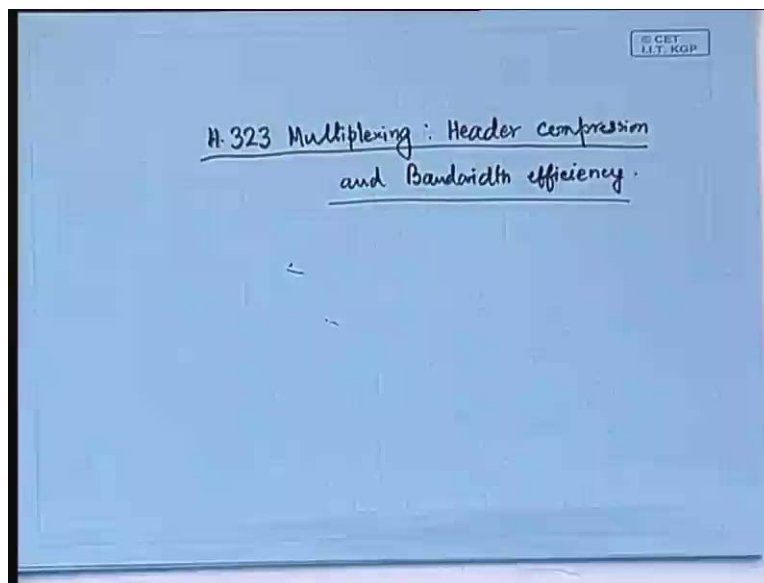 © CET
I.I.T. KGP
H.323 Multiplexing : Header compression
and Bandwidth efficiency.